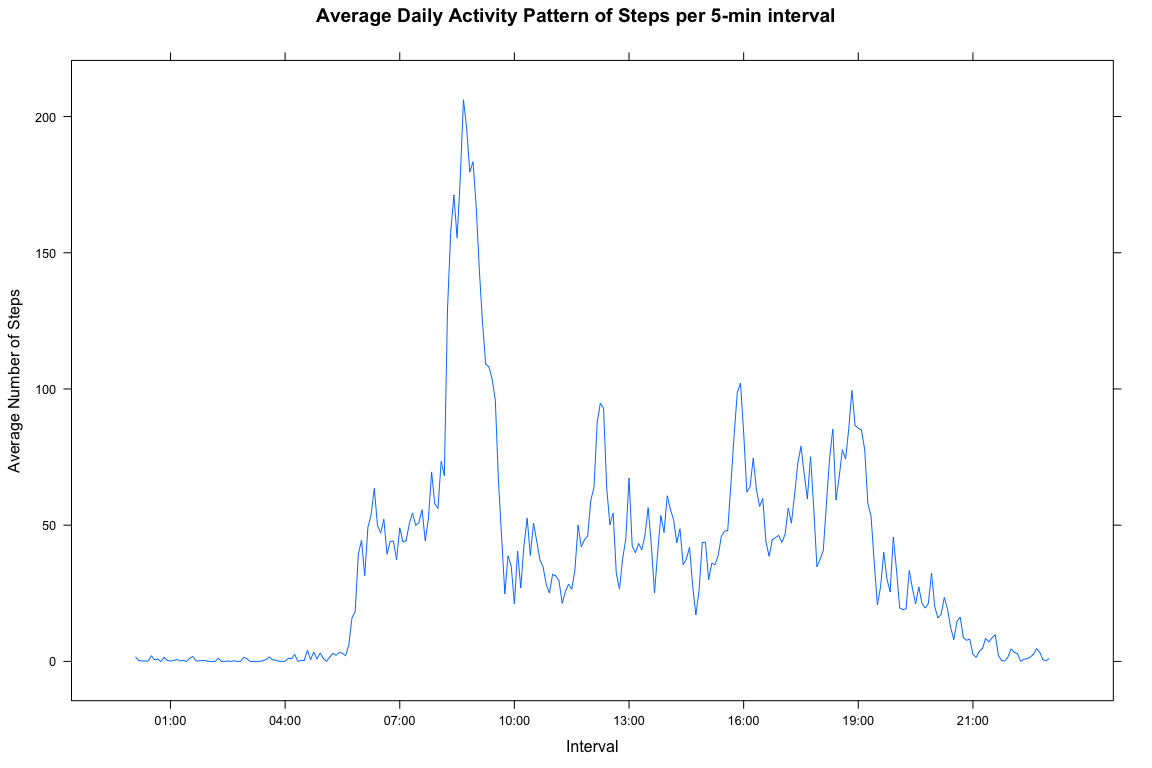 Average Daily Activity Pattern of Steps per 5-min interval
200
150
100
50
0
Average Number of Steps
01:00 04:00 07:00 10:00 13:00 16:00 19:00 21:00
Interval